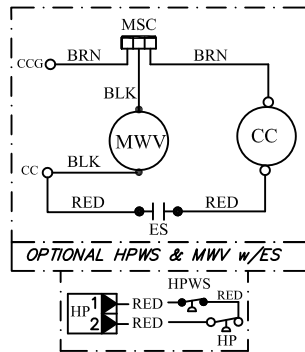 MSC
CCG BRN BRN
BLK
MWV CC
CC BLK
RED RED
ES
OPTIONAL HPWS & MWV w/ES
HPWS
HP 1 RED RED
2 RED HP